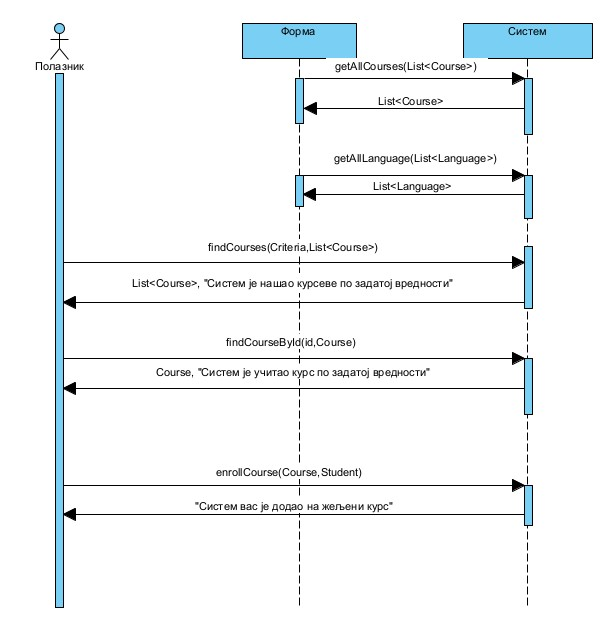 Форма
Систем
Полазник
getAllCourses(List<Course>)
List<Course>
getAllLanguage(List<Language>)
List<Language>
findCourses(Criteria,List<Course>)
List<Course>, "Систем је нашао курсеве по задатој вредности"
findCourseById(id,Course)
Course, "Систем је учитао курс по задатој вредности"
enrollCourse(Course,Student)
"Систем вас је додао на жељени курс"